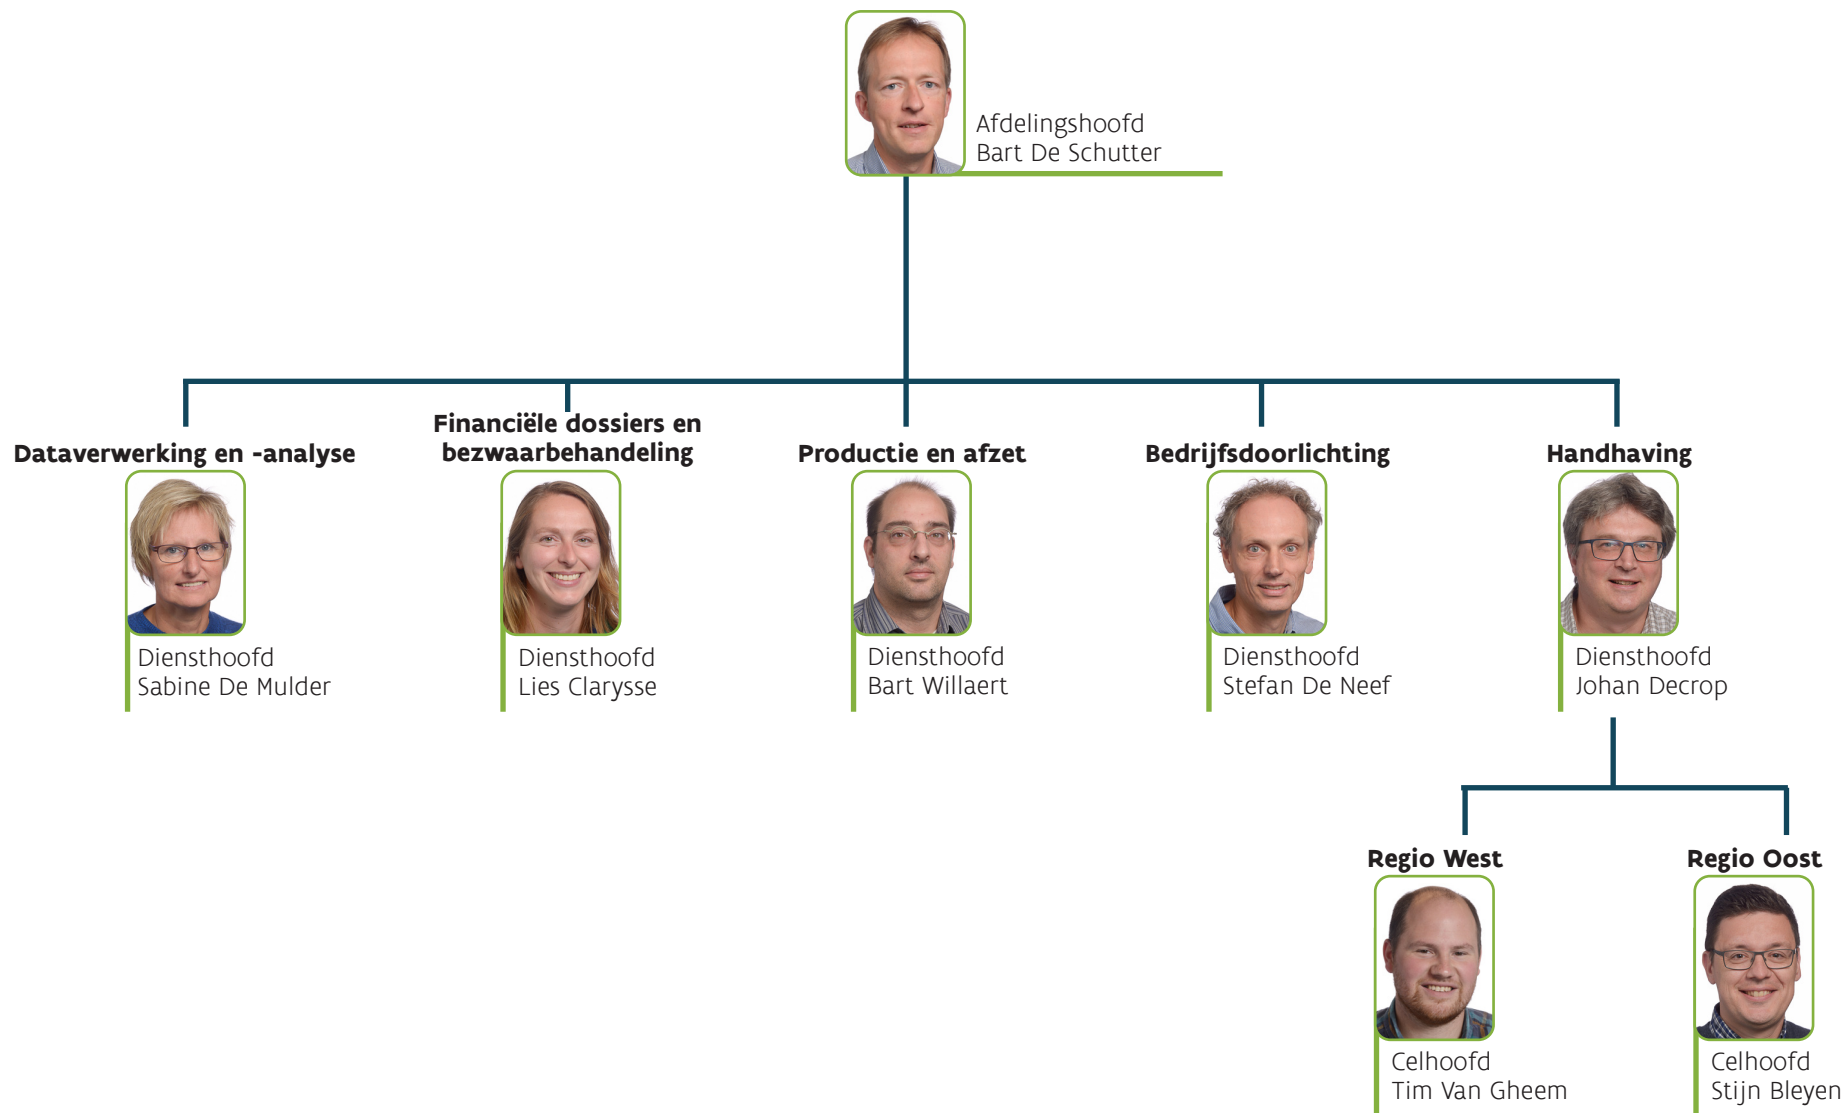 Afdelingshoofd
Bart De Schutter
Dataverwerking en -analyse
Diensthoofd
Sabine De Mulder
Financiële dossiers en
bezwaarbehandeling
Diensthoofd
Lies Clarysse
Productie en afzet
Diensthoofd
Bart Willaert
Bedrijfsdoorlichting
Diensthoofd
Stefan De Neef
Handhaving
Diensthoofd
Johan Decrop
Regio West
Celhoofd
Tim Van Gheem
Regio Oost
Celhoofd
Stijn Bleyen